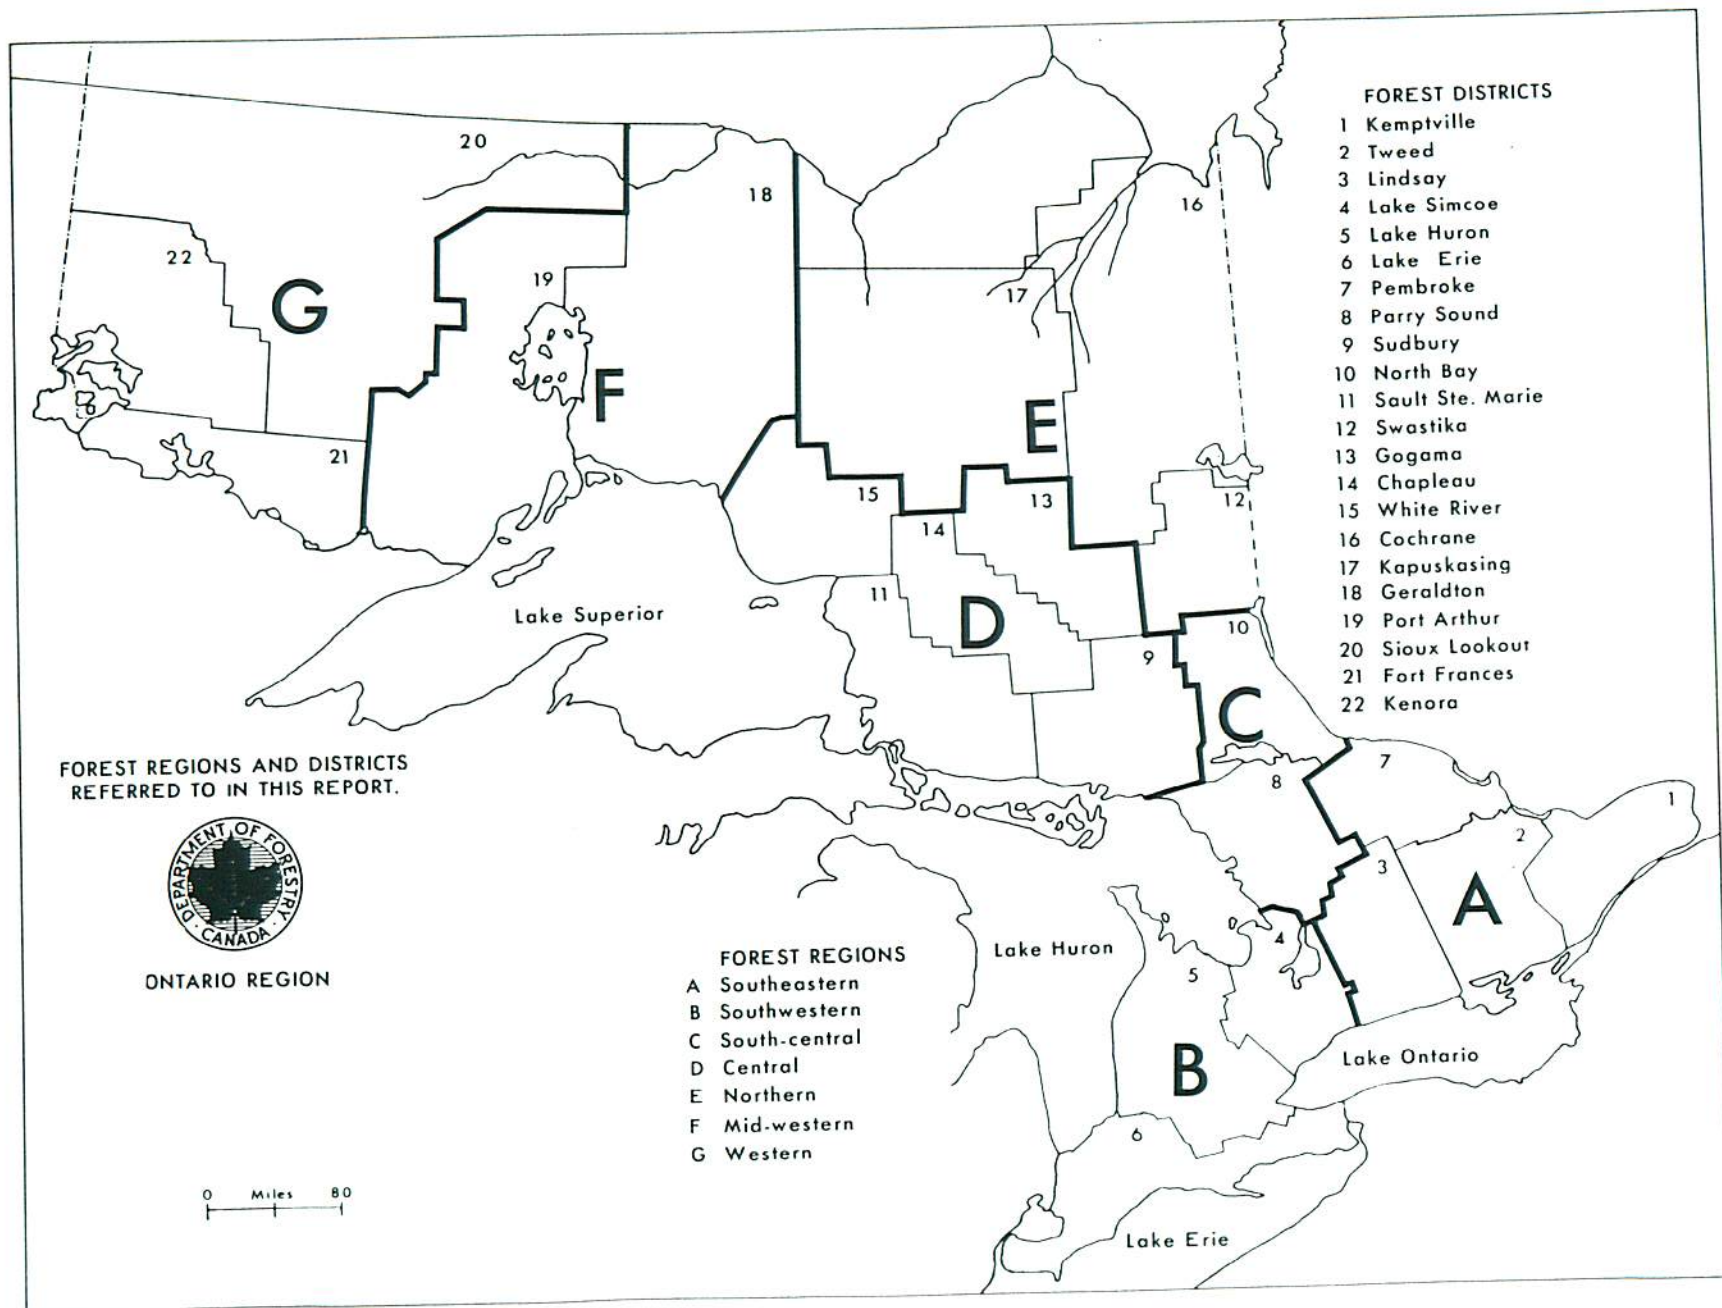 FOREST DISTRICTS
1 Kemptville
2 Tweed
3 Lindsay
4 Lake Simcoe
5 Lake Huron
6 Lake Erie
7 Pembroke
8 Parry Sound
9 Sudbury
10 North Bay
11 Sault Ste. Marie
12 Swastika
13 Gogama
14 Chapleau
15 White River
16 Cochrane
17 Kapuskasing
18 Geraldton
19 Port Arthur
20 Sioux Lookout
21 Fort Frances
22 Kenora
20
18
16
22
19
17
G
F
E
21
15
13
12
14
11
Lake Superior
D
10
9
C
7
8
1
2
3
A
4
5
Lake Huron
B
Lake Ontario
6
Lake Erie
FOREST REGIONS AND DISTRICTS
REFERRED TO IN THIS REPORT.
DEPARTMENT OF FORESTRY
· CANADA ·
ONTARIO REGION
FOREST REGIONS
A Southeastern
B Southwestern
C South-central
D Central
E Northern
F Mid-western
G Western
0 Miles 80